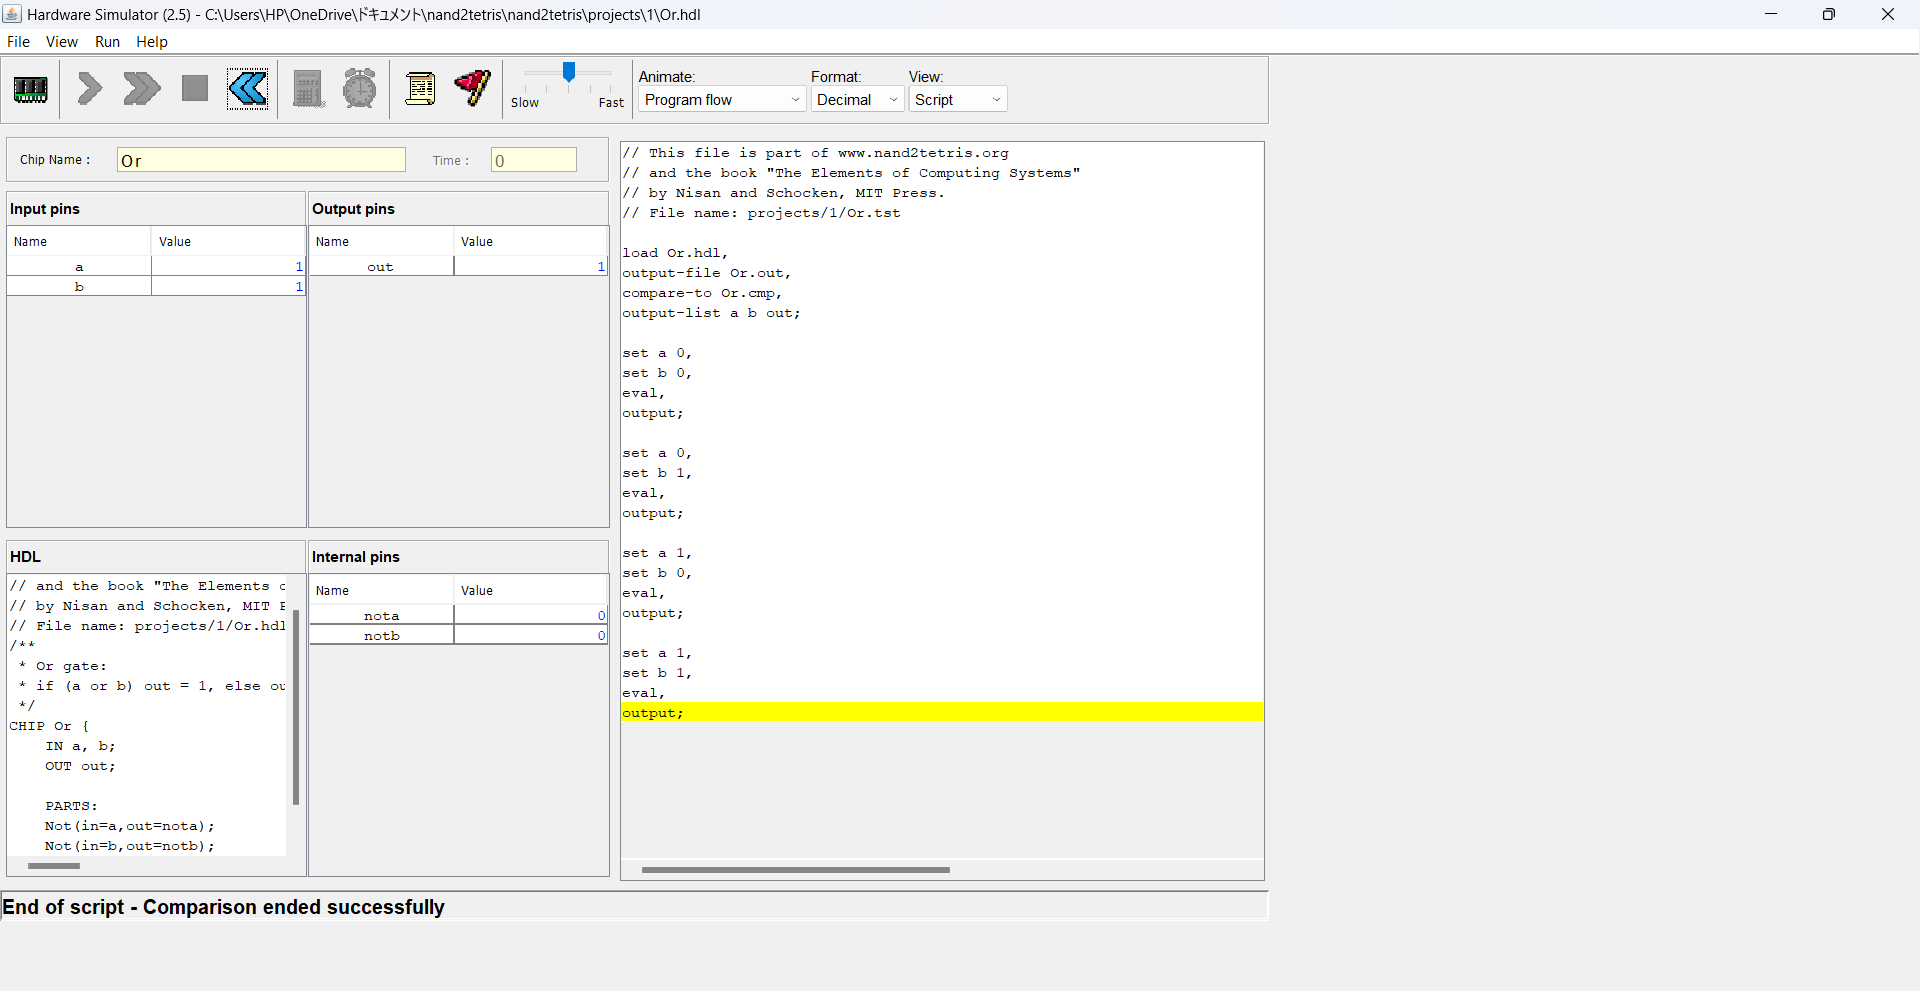 Hardware Simulator (2.5) - C:\Users\HP\OneDrive\ドキュメント\nand2tetris\nand2tetris\projects\1\Or.hdl
File View Run Help
Slow Fast
Animate:
Program flow
Format:
Decimal
View:
Script
Chip Name :
Or
Time :
0
Input pins
Name Value
a 1
b 1
Output pins
Name Value
out 1
HDL
// and the book "The Elements
// by Nisan and Schocken, MIT
// File name: projects/1/Or.hdl
/**
* Or gate:
* if (a or b) out = 1, else
*/
CHIP Or {
IN a, b;
OUT out;
PARTS:
Not(in=a,out=nota);
Not(in=b,out=notb);
Internal pins
Name Value
nota 0
notb 0
// This file is part of www.nand2tetris.org
// and the book "The Elements of Computing Systems"
// by Nisan and Schocken, MIT Press.
// File name: projects/1/Or.tst
load Or.hdl,
output-file Or.out,
compare-to Or.cmp,
output-list a b out;
set a 0,
set b 0,
eval,
output;
set a 0,
set b 1,
eval,
output;
set a 1,
set b 0,
eval,
output;
set a 1,
set b 1,
eval,
output;
End of script - Comparison ended successfully